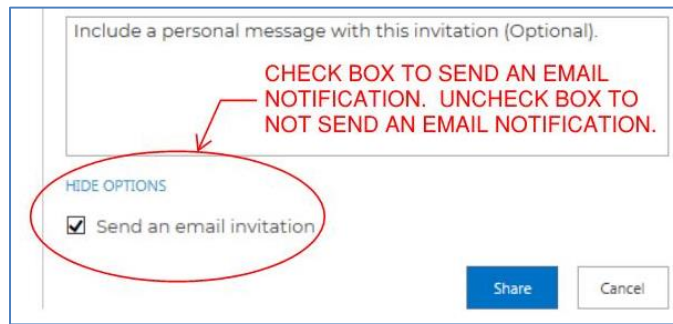 Include a personal message with this invitation (Optional).
CHECK BOX TO SEND AN EMAIL
NOTIFICATION. UNCHECK BOX TO
NOT SEND AN EMAIL NOTIFICATION.
HIDE OPTIONS
Send an email invitation
Share Cancel